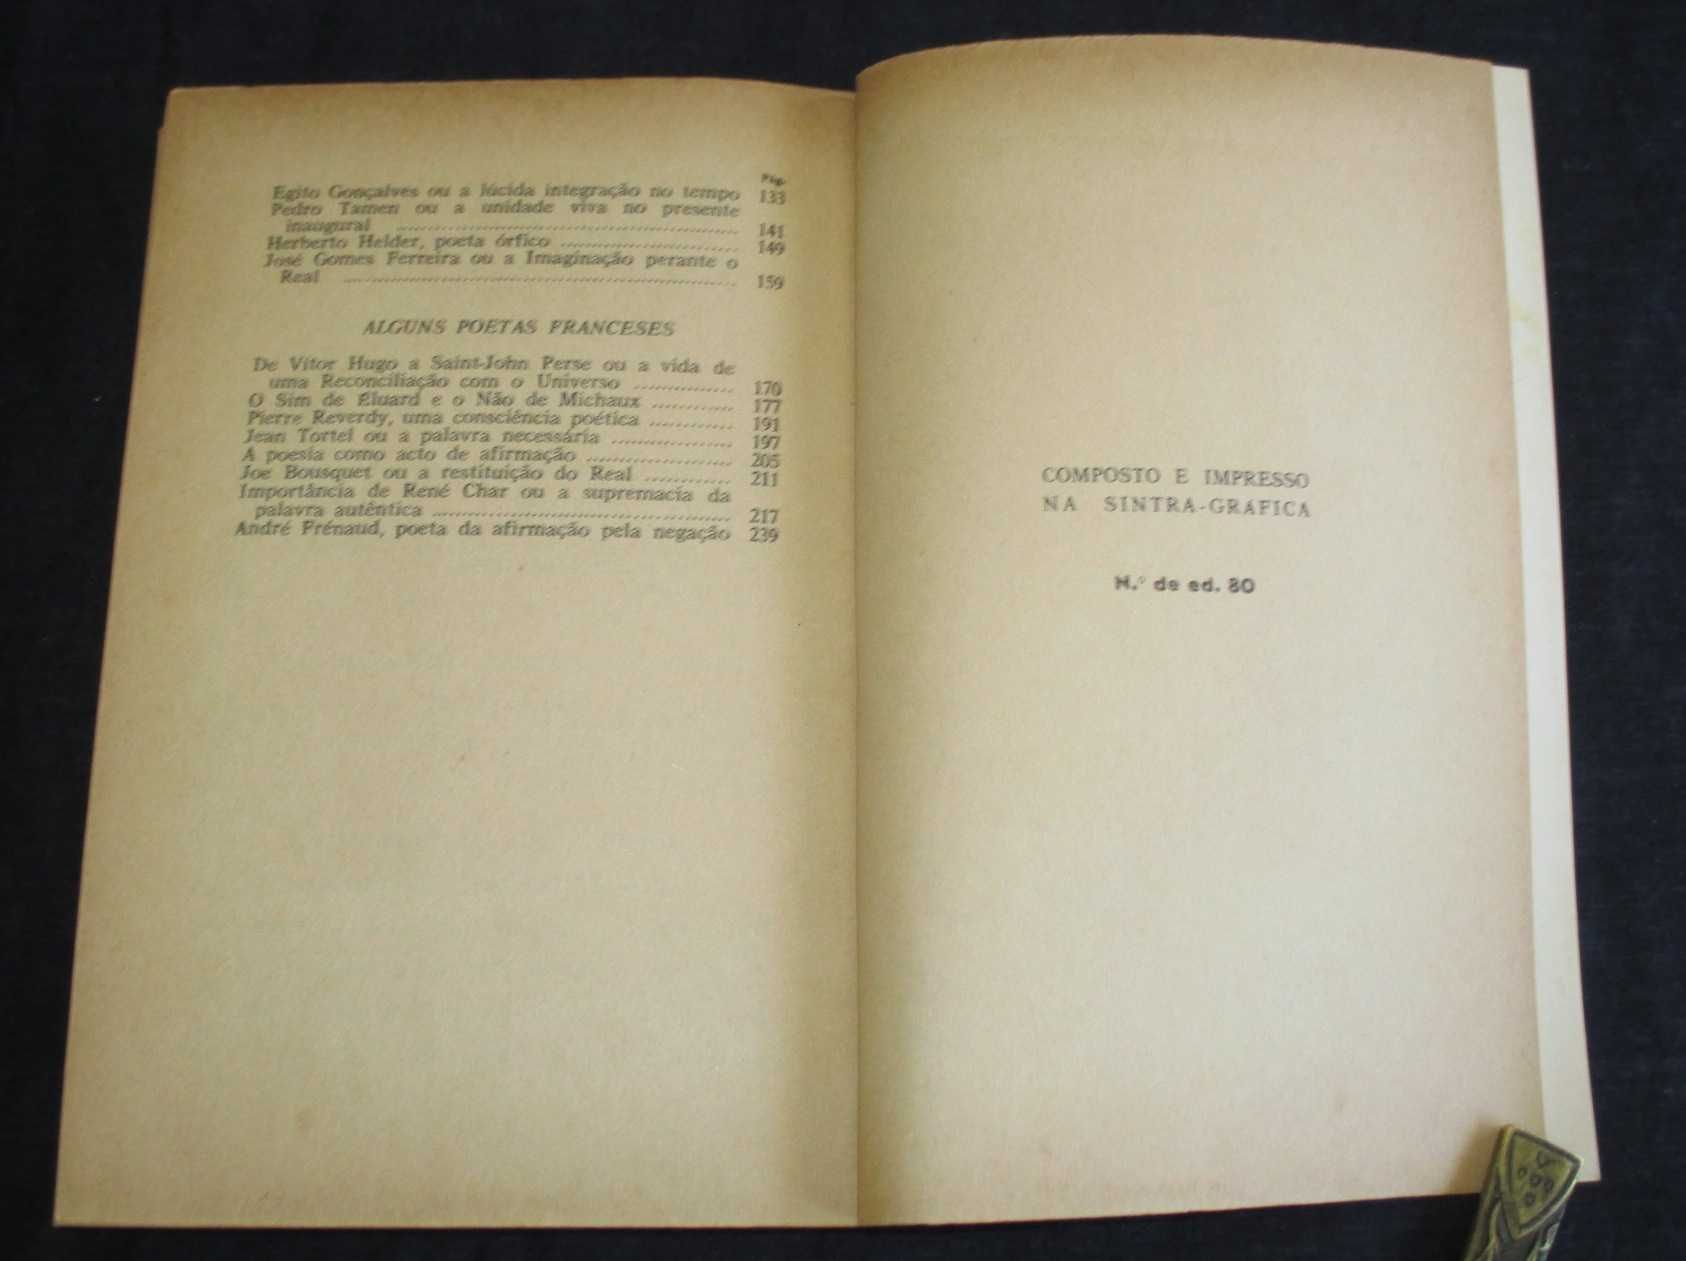 Pág.
Egito Gonçalves ou a lúcida integração no tempo 133
Pedro Tamen ou a unidade viva no presente
inaugural ........................................ 141
Herberto Helder, poeta órfico ........................ 149
José Gomes Ferreira ou a Imaginação perante o
Real ........................................ 159
ALGUNS POETAS FRANCESES
De Vítor Hugo a Saint-John Perse ou a vida de
uma Reconciliação com o Universo ............... 170
O Sim de Éluard e o Não de Michaux ............ 177
Pierre Reverdy, uma consciência poética ............ 191
Jean Tortel ou a palavra necessária .................. 197
A poesia como acto de afirmação ..................... 205
Joe Bousquet ou a restituição do Real ............ 211
Importância de René Char ou a supremacia da
palavra autêntica ........................................ 217
André Frénaud, poeta da afirmação pela negação 239
COMPOSTO E IMPRESSO
NA SINTRA-GRÁFICA
N.º de ed. 80